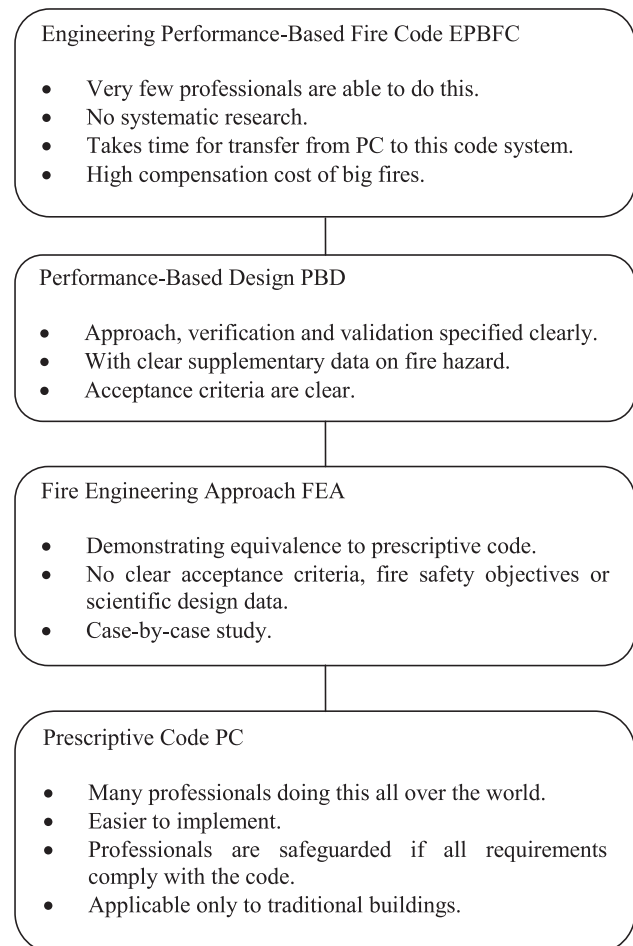 Engineering Performance-Based Fire Code EPBFC
• Very few professionals are able to do this.
• No systematic research.
• Takes time for transfer from PC to this code system.
• High compensation cost of big fires.
Performance-Based Design PBD
• Approach, verification and validation specified clearly.
• With clear supplementary data on fire hazard.
• Acceptance criteria are clear.
Fire Engineering Approach FEA
• Demonstrating equivalence to prescriptive code.
• No clear acceptance criteria, fire safety objectives or
scientific design data.
• Case-by-case study.
Prescriptive Code PC
• Many professionals doing this all over the world.
• Easier to implement.
• Professionals are safeguarded if all requirements
comply with the code.
• Applicable only to traditional buildings.